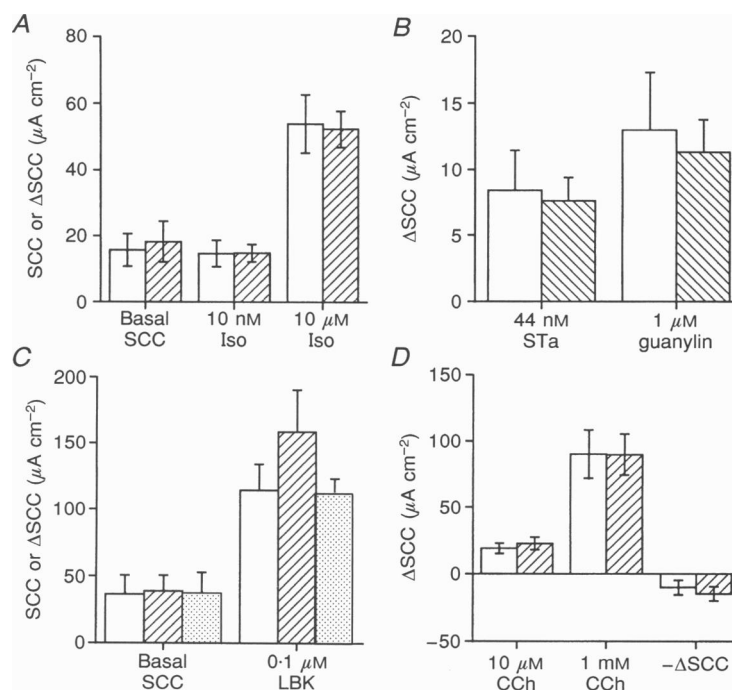 A
SCC or ΔSCC (μA cm⁻²)
80
60
40
20
0
Basal SCC
10 nM Iso
10 μM Iso
B
ΔSCC (μA cm⁻²)
20
15
10
5
0
44 nM STa
1 μM guanylin
C
SCC or ΔSCC (μA cm⁻²)
200
150
100
50
0
Basal SCC
0·1 μM LBK
D
ΔSCC (μA cm⁻²)
150
100
50
0
−50
10 μM CCh
1 mM CCh
−ΔSCC